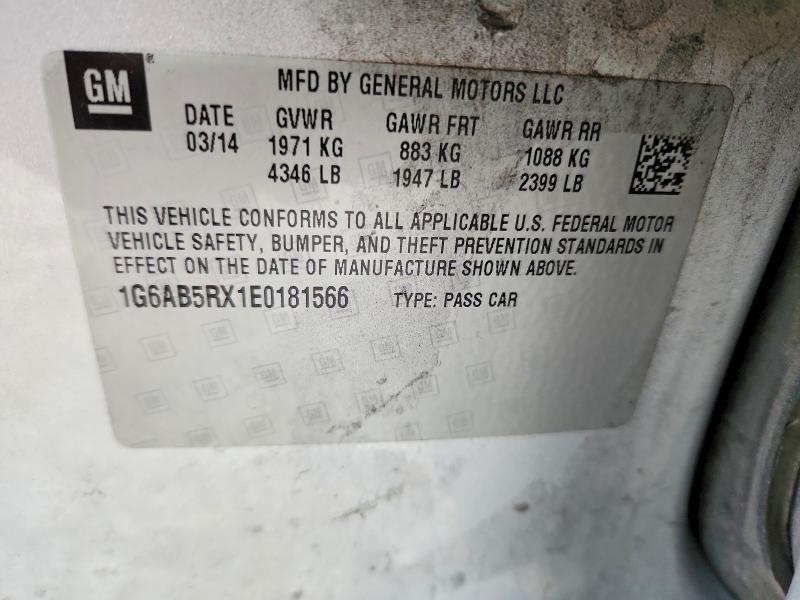 GM
MFD BY GENERAL MOTORS LLC
DATE GVWR GAWR FRT GAWR RR
03/14 1971 KG 883 KG 1088 KG
4346 LB 1947 LB 2399 LB
THIS VEHICLE CONFORMS TO ALL APPLICABLE U.S. FEDERAL MOTOR
VEHICLE SAFETY, BUMPER, AND THEFT PREVENTION STANDARDS IN
EFFECT ON THE DATE OF MANUFACTURE SHOWN ABOVE.
1G6AB5RX1E0181566 TYPE: PASS CAR